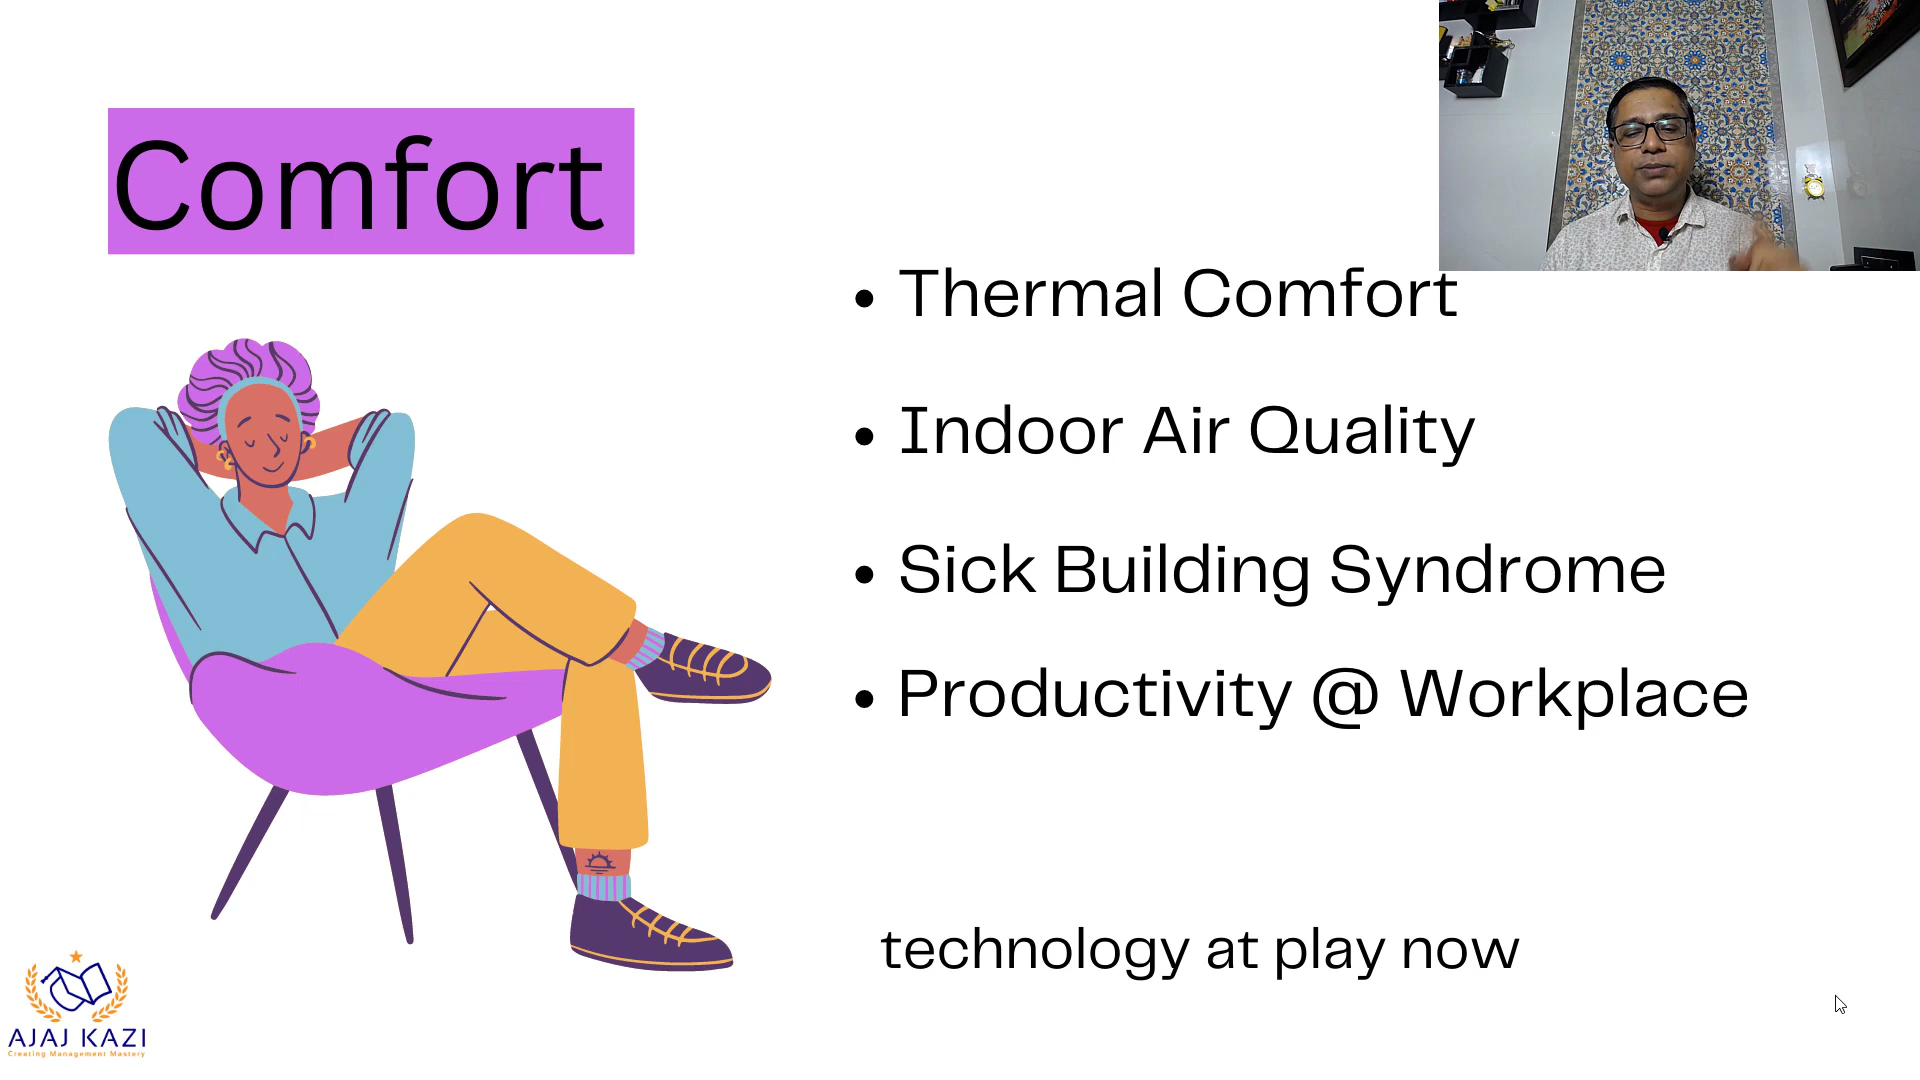 Comfort
• Thermal Comfort
• Indoor Air Quality
• Sick Building Syndrome
• Productivity @ Workplace
technology at play now
AJAJ KAZI
Creating Management Mastery